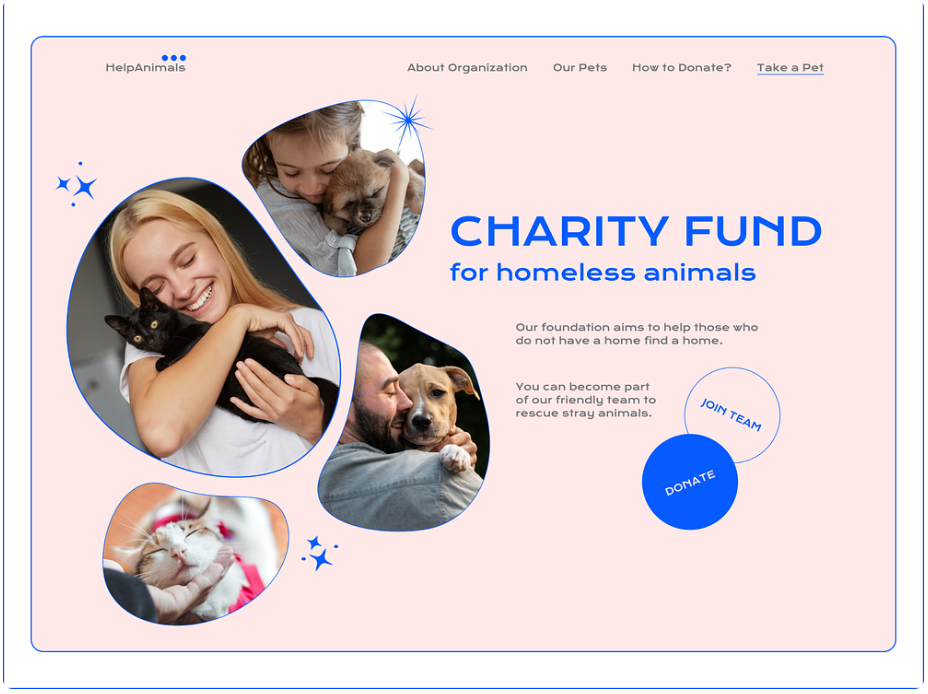 HelpAnimals
About Organization
Our Pets
How to Donate?
Take a Pet
CHARITY FUND
for homeless animals
Our foundation aims to help those who
do not have a home find a home.
You can become part
of our friendly team to
rescue stray animals.
JOIN TEAM
DONATE